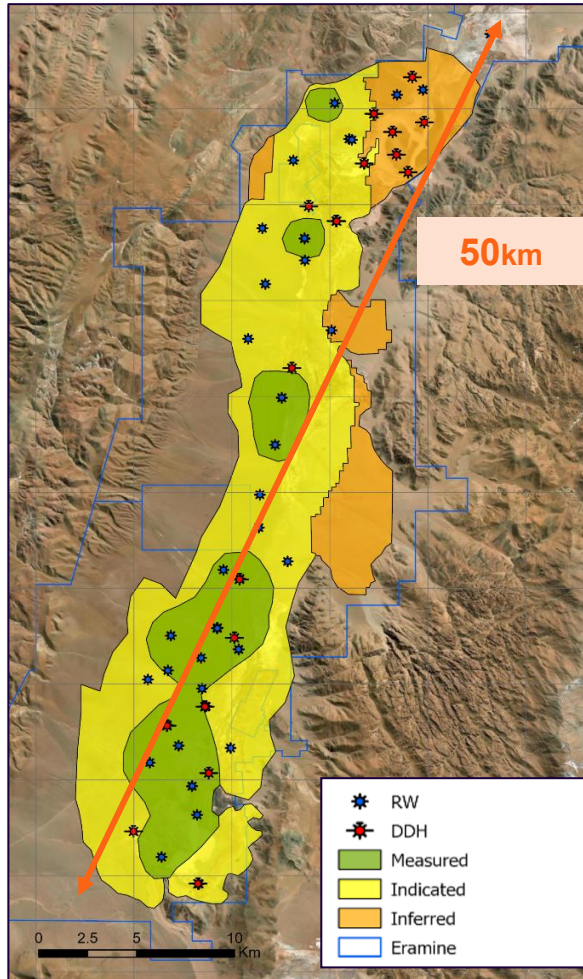 50km
RW
DDH
Measured
Indicated
Inferred
Eramine
0 2.5 5 10
Km